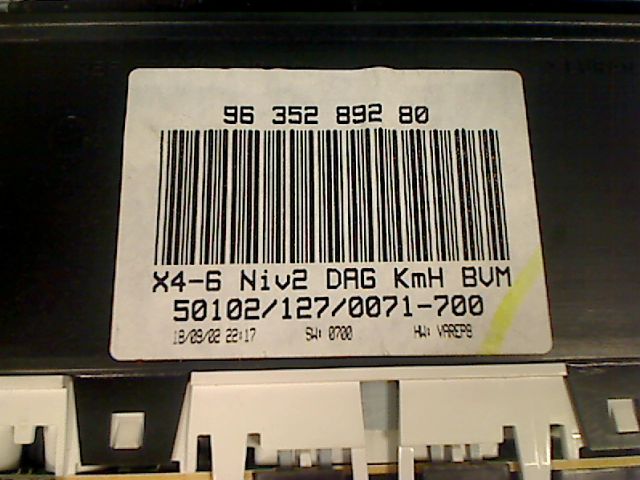 96 352 892 80
X4-6 Niv2 DAG KmH BVM
50102/127/0071-700
18/09/02 22:17 SW: 0700 HW: VAREP8